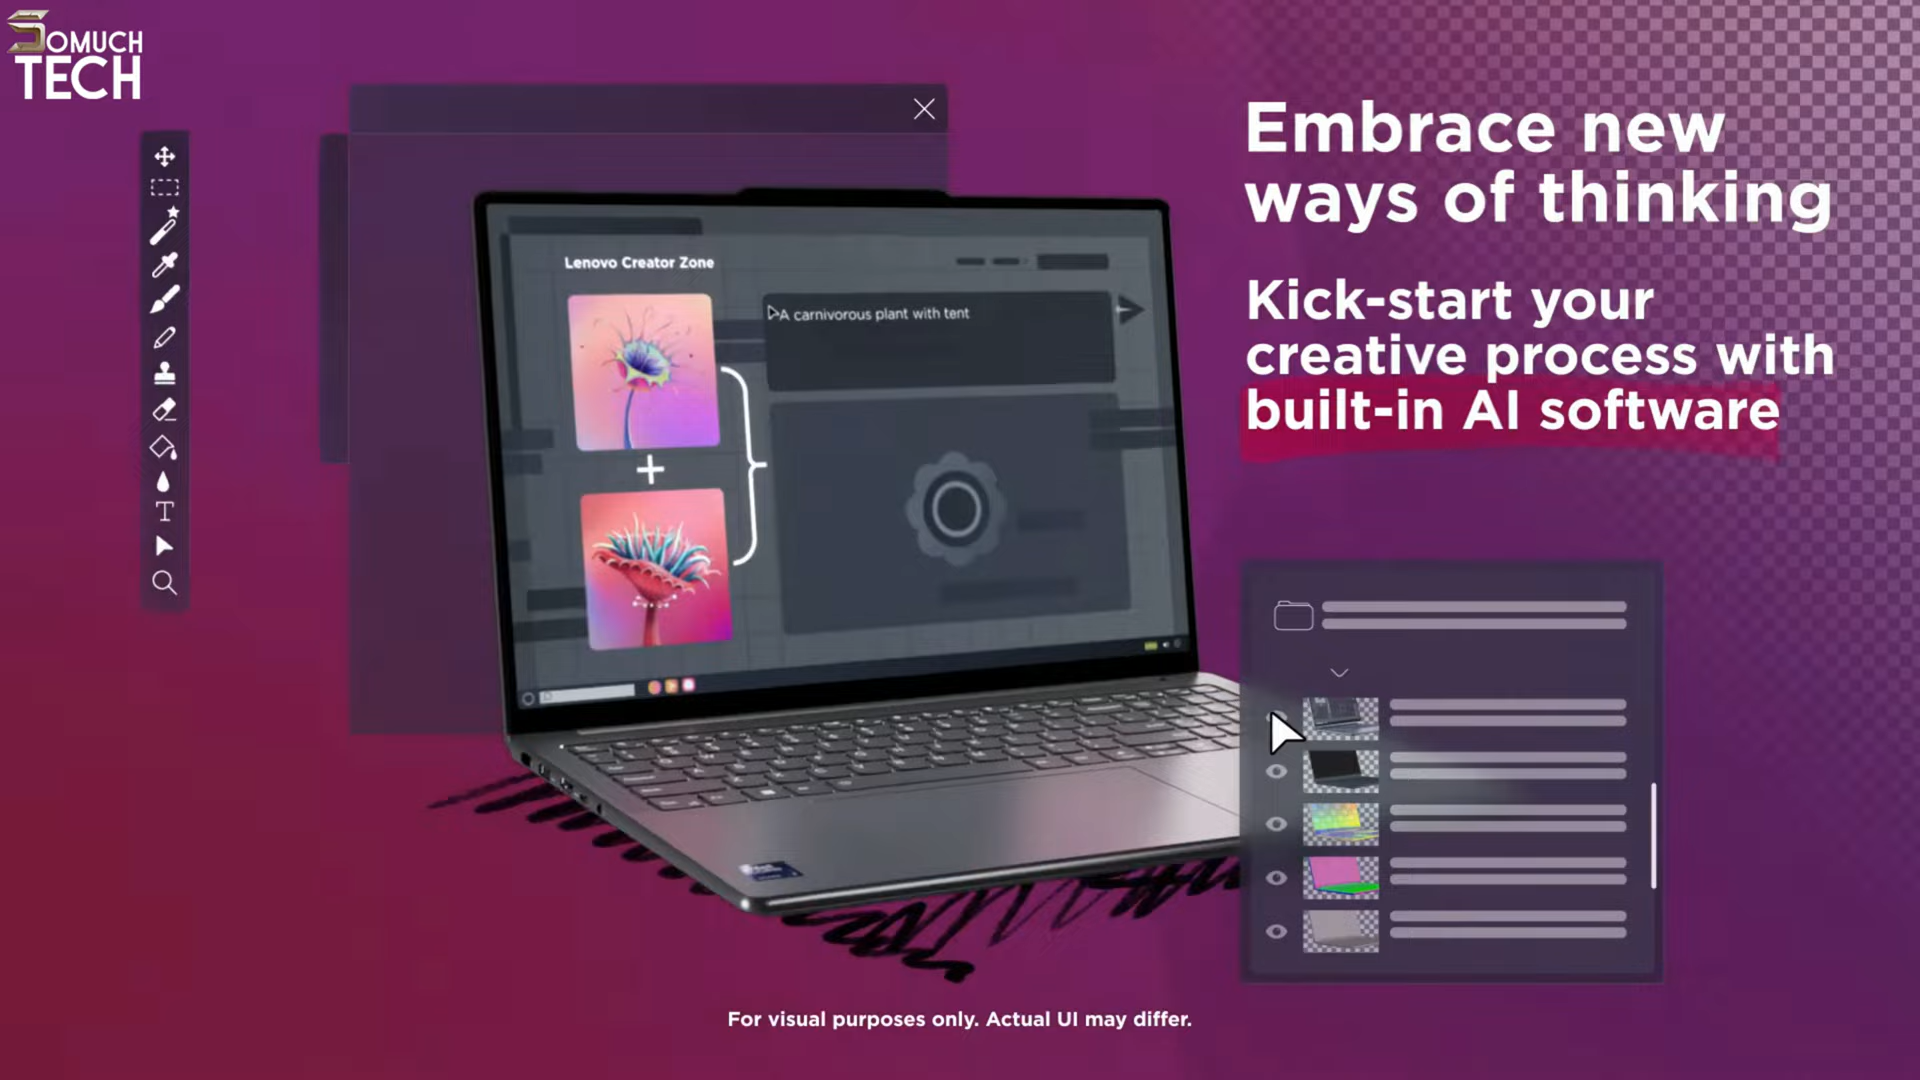 SOMUCH
TECH
Embrace new
ways of thinking
Kick-start your
creative process with
built-in AI software
Lenovo Creator Zone
A carnivorous plant with tent
T
For visual purposes only. Actual UI may differ.